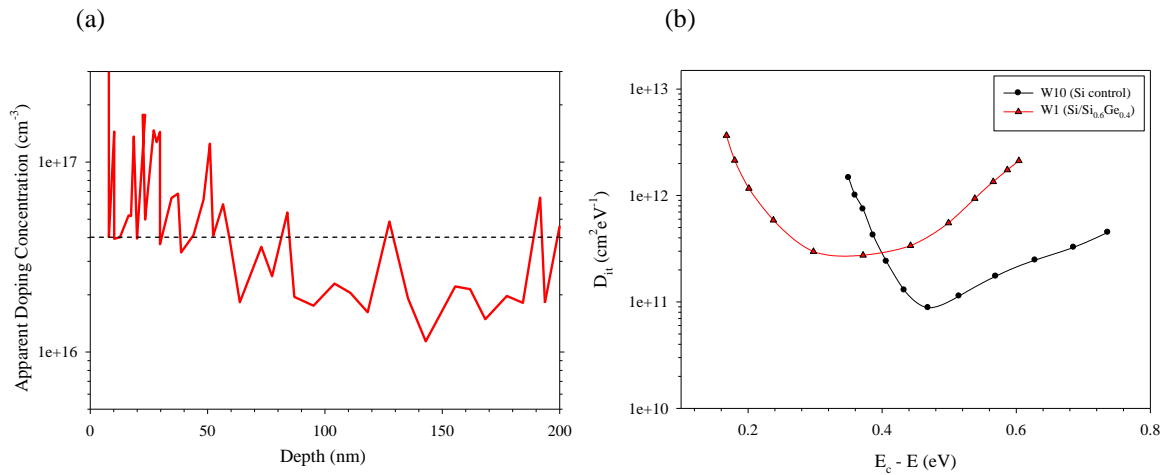 (a)
(b)
Apparent Doping Concentration (cm⁻³)
1e+17
1e+16
0
50
100
150
200
Depth (nm)
D_it (cm²eV⁻¹)
1e+13
1e+12
1e+11
1e+10
W10 (Si control)
W1 (Si/Si₀.₆Ge₀.₄)
0.2
0.4
0.6
0.8
E_c - E (eV)